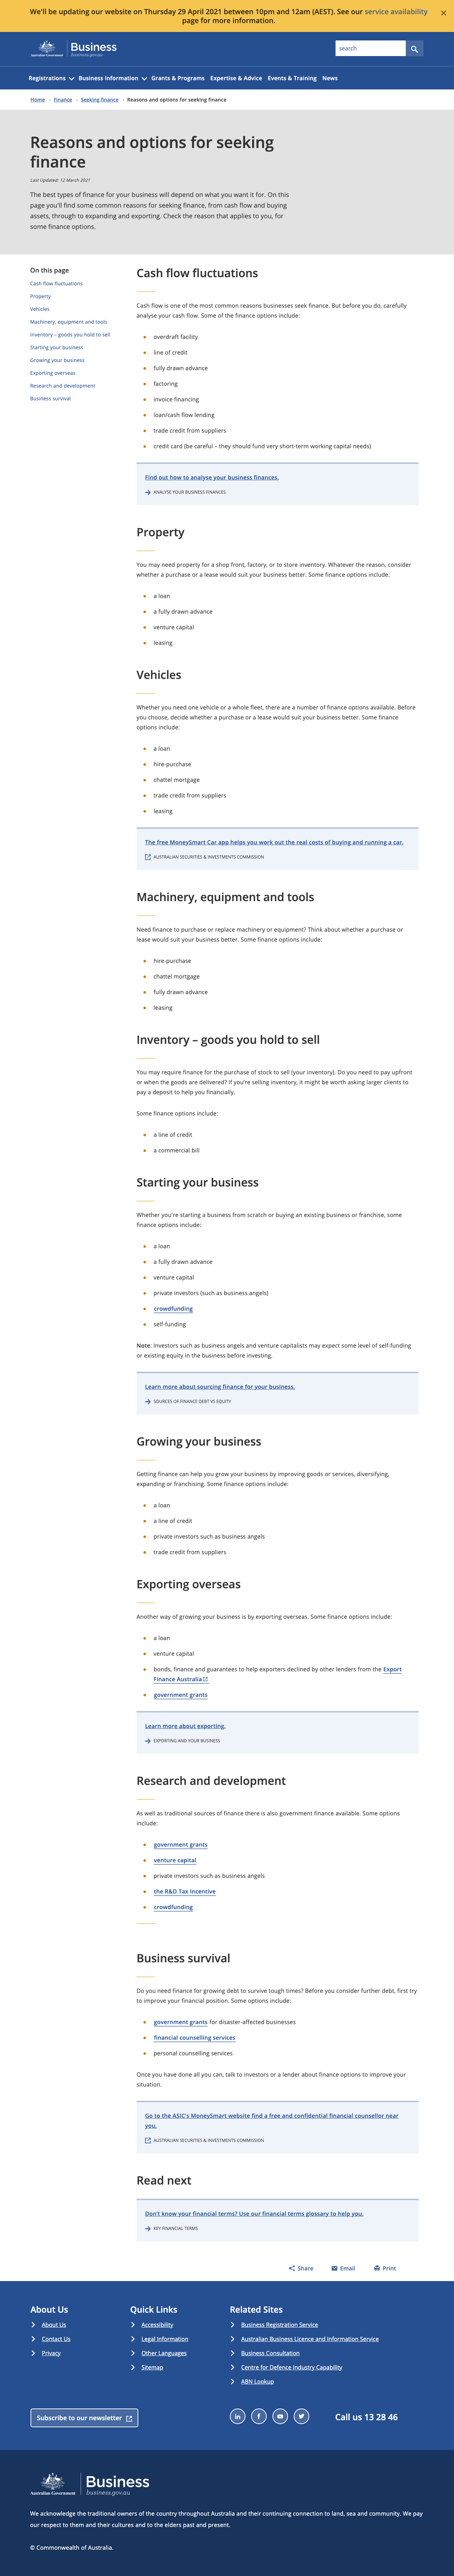 We'll be updating our website on Thursday 29 April 2021 between 10pm and 12am (AEST). See our service availability
page for more information.
Australian Government
Business
business.gov.au
search
Registrations
Business Information
Grants & Programs
Expertise & Advice
Events & Training
News
Home
Finance
Seeking finance
Reasons and options for seeking finance
Reasons and options for seeking
finance
Last Updated: 12 March 2021
The best types of finance for your business will depend on what you want it for. On this
page you'll find some common reasons for seeking finance, from cash flow and buying
assets, through to expanding and exporting. Check the reason that applies to you, for
some finance options.
On this page
Cash flow fluctuations
Property
Vehicles
Machinery, equipment and tools
Inventory – goods you hold to sell
Starting your business
Growing your business
Exporting overseas
Research and development
Business survival
Cash flow fluctuations
Cash flow is one of the most common reasons businesses seek finance. But before you do, carefully
analyse your cash flow. Some of the finance options include:
overdraft facility
line of credit
fully drawn advance
factoring
invoice financing
loan/cash flow lending
trade credit from suppliers
credit card (be careful – they should fund very short-term working capital needs)
Find out how to analyse your business finances.
ANALYSE YOUR BUSINESS FINANCES
Property
You may need property for a shop front, factory, or to store inventory. Whatever the reason, consider
whether a purchase or a lease would suit your business better. Some finance options include:
a loan
a fully drawn advance
venture capital
leasing
Vehicles
Whether you need one vehicle or a whole fleet, there are a number of finance options available. Before
you choose, decide whether a purchase or a lease would suit your business better. Some finance
options include:
a loan
hire-purchase
chattel mortgage
trade credit from suppliers
leasing
The free MoneySmart Car app helps you work out the real costs of buying and running a car.
AUSTRALIAN SECURITIES & INVESTMENTS COMMISSION
Machinery, equipment and tools
Need finance to purchase or replace machinery or equipment? Think about whether a purchase or
lease would will your business better. Some finance options include:
hire-purchase
chattel mortgage
fully drawn advance
leasing
Inventory – goods you hold to sell
You may require finance for the purchase of stock to sell (your inventory). Do you need to pay upfront
or when the goods are delivered? If you're selling inventory, it might be worth asking larger clients to
pay a deposit to help you financially.
Some finance options include:
a line of credit
a commercial bill
Starting your business
Whether you're starting a business from scratch or buying an existing business or franchise, some
finance options include:
a loan
a fully drawn advance
venture capital
private investors (such as business angels)
crowdfunding
self-funding
Note: Investors such as business angels and venture capitalists may expect some level of self-funding
or existing equity in the business before investing.
Learn more about sourcing finance for your business.
SOURCES OF FINANCE DEBT VS EQUITY
Growing your business
Getting finance can help you grow your business by improving goods or services, diversifying,
expanding or franchising. Some finance options include:
a loan
a line of credit
private investors such as business angels
trade credit from suppliers
Exporting overseas
Another way of growing your business is by exporting overseas. Some finance options include:
a loan
venture capital
bonds, finance and guarantees to help exporters declined by other lenders from the Export
Finance Australia
government grants
Learn more about exporting.
EXPORTING AND YOUR BUSINESS
Research and development
As well as traditional sources of finance there is also government finance available. Some options
include:
government grants
venture capital
private investors such as business angels
the R&D Tax Incentive
crowdfunding
Business survival
Do you need finance for growing debt to survive tough times? Before you consider further debt, first try
to improve your financial position. Some options include:
government grants for disaster-affected businesses
financial counselling services
personal counselling services
Once you have done all you can, talk to investors or a lender about finance options to improve your
situation.
Go to the ASIC's MoneySmart website find a free and confidential financial counsellor near
you.
AUSTRALIAN SECURITIES & INVESTMENTS COMMISSION
Read next
Don't know your financial terms? Use our financial terms glossary to help you.
KEY FINANCIAL TERMS
Share
Email
Print
About Us
About Us
Contact Us
Privacy
Quick Links
Accessibility
Legal Information
Other Languages
Sitemap
Related Sites
Business Registration Service
Australian Business Licence and Information Service
Business Consultation
Centre for Defence Industry Capability
ABN Lookup
Subscribe to our newsletter
Call us 13 28 46
Australian Government
Business
business.gov.au
We acknowledge the traditional owners of the country throughout Australia and their continuing connection to land, sea and community. We pay
our respect to them and their cultures and to the elders past and present.
© Commonwealth of Australia.